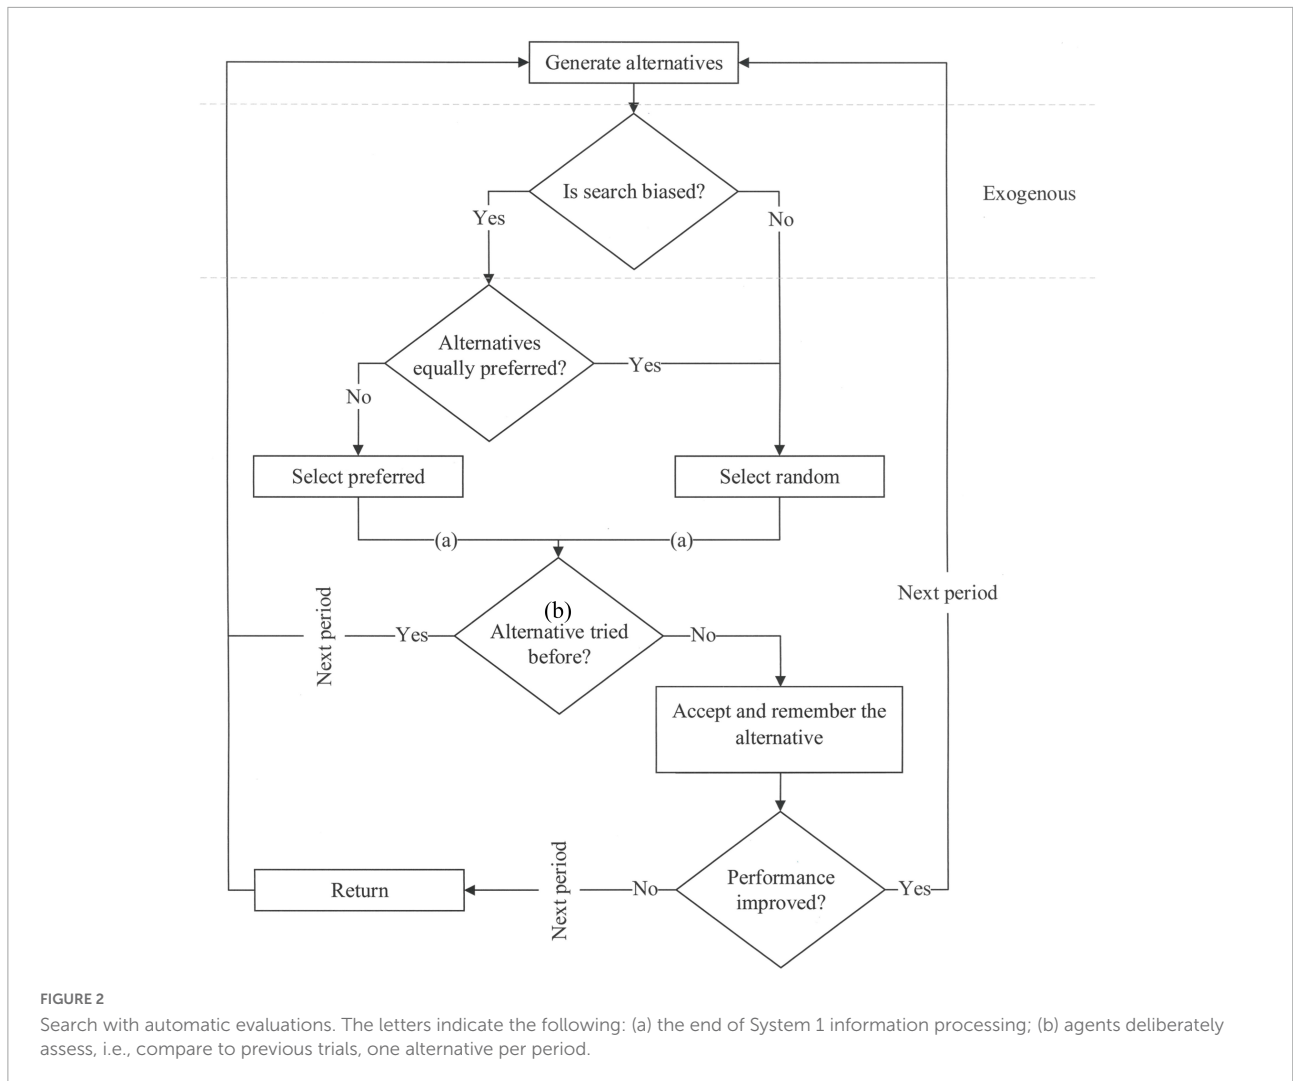 Generate alternatives
Is search biased?
Exogenous
Yes
No
Alternatives
equally preferred?
Yes
No
Select preferred
Select random
(a)
(a)
Next period
(b)
Alternative tried
before?
Yes
Next period
No
Accept and remember the
alternative
Performance
improved?
Return
Next period
No
Yes
FIGURE 2
Search with automatic evaluations. The letters indicate the following: (a) the end of System 1 information processing; (b) agents deliberately
assess, i.e., compare to previous trials, one alternative per period.